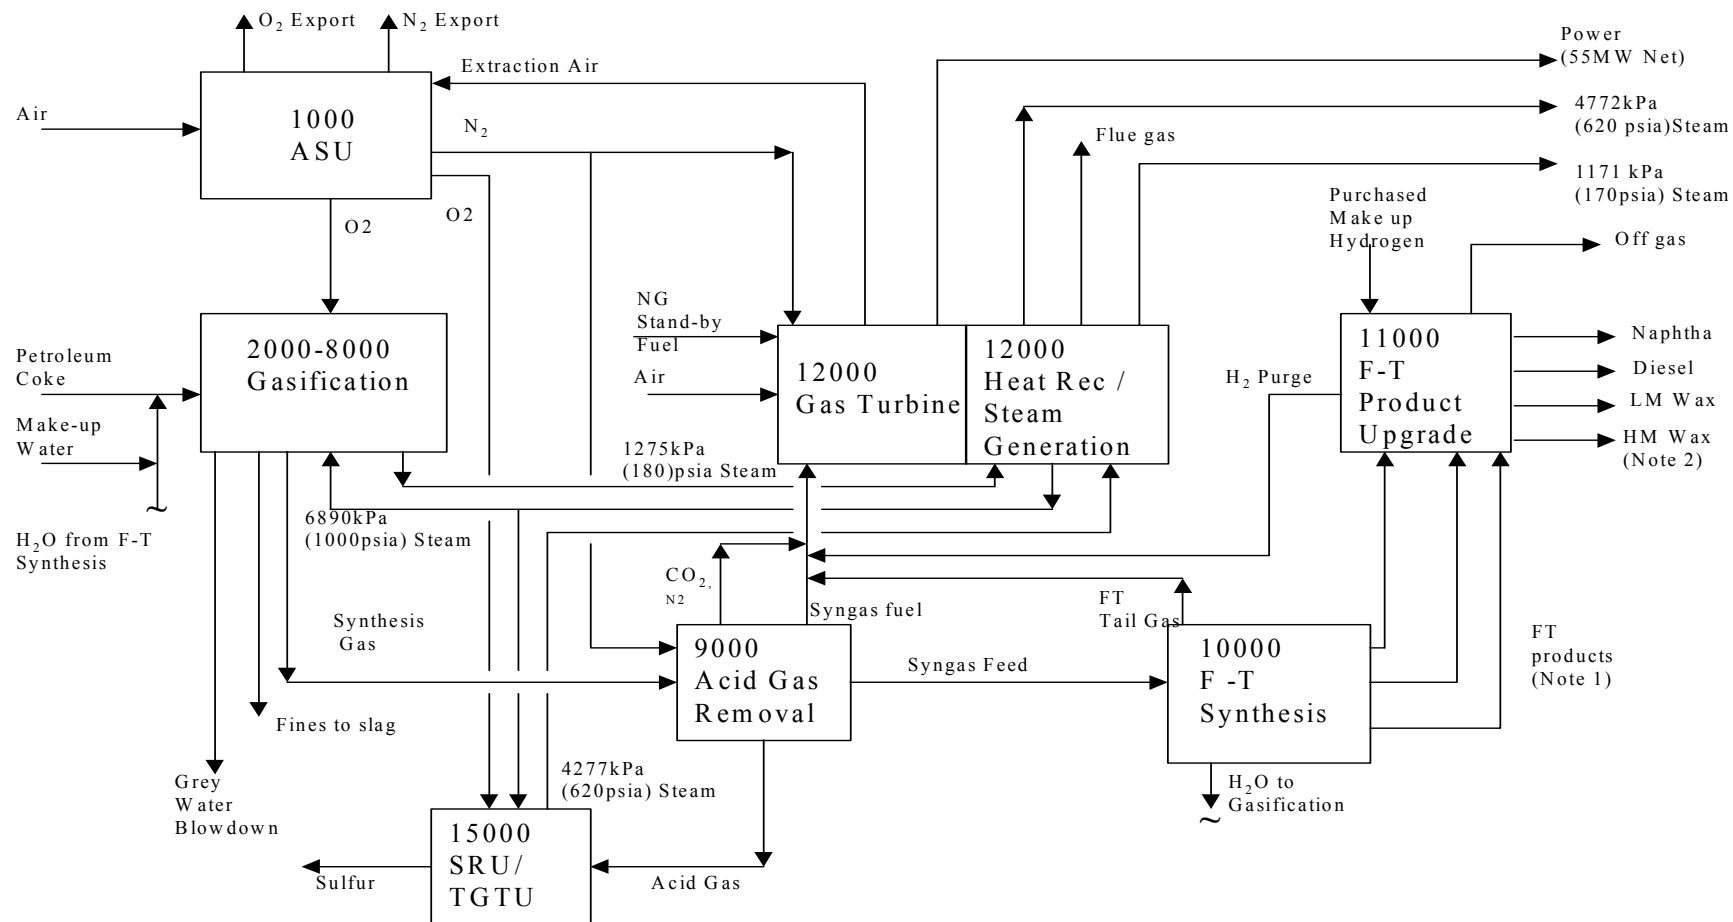 O2 Export
N2 Export
Power
(55MW Net)
Extraction Air
4772kPa
(620 psia)Steam
Air
1000
ASU
N2
Flue gas
1171 kPa
(170psia) Steam
O2
O2
Purchased
Make up
Hydrogen
Off gas
NG
Stand-by
Fuel
Air
2000-8000
Gasification
Petroleum
Coke
Make-up
Water
12000
Gas Turbine
12000
Heat Rec /
Steam
Generation
H2 Purge
11000
F-T
Product
Upgrade
Naphtha
Diesel
LM Wax
HM Wax
(Note 2)
1275kPa
(180)psia Steam
~
H2O from F-T
Synthesis
6890kPa
(1000psia) Steam
CO2,
N2
Syngas fuel
FT
Tail Gas
Synthesis
Gas
9000
Acid Gas
Removal
Syngas Feed
10000
F -T
Synthesis
FT
products
(Note 1)
Fines to slag
Grey
Water
Blowdown
4277kPa
(620psia) Steam
H2O to
Gasification
~
15000
SRU/
TGTU
Sulfur
Acid Gas